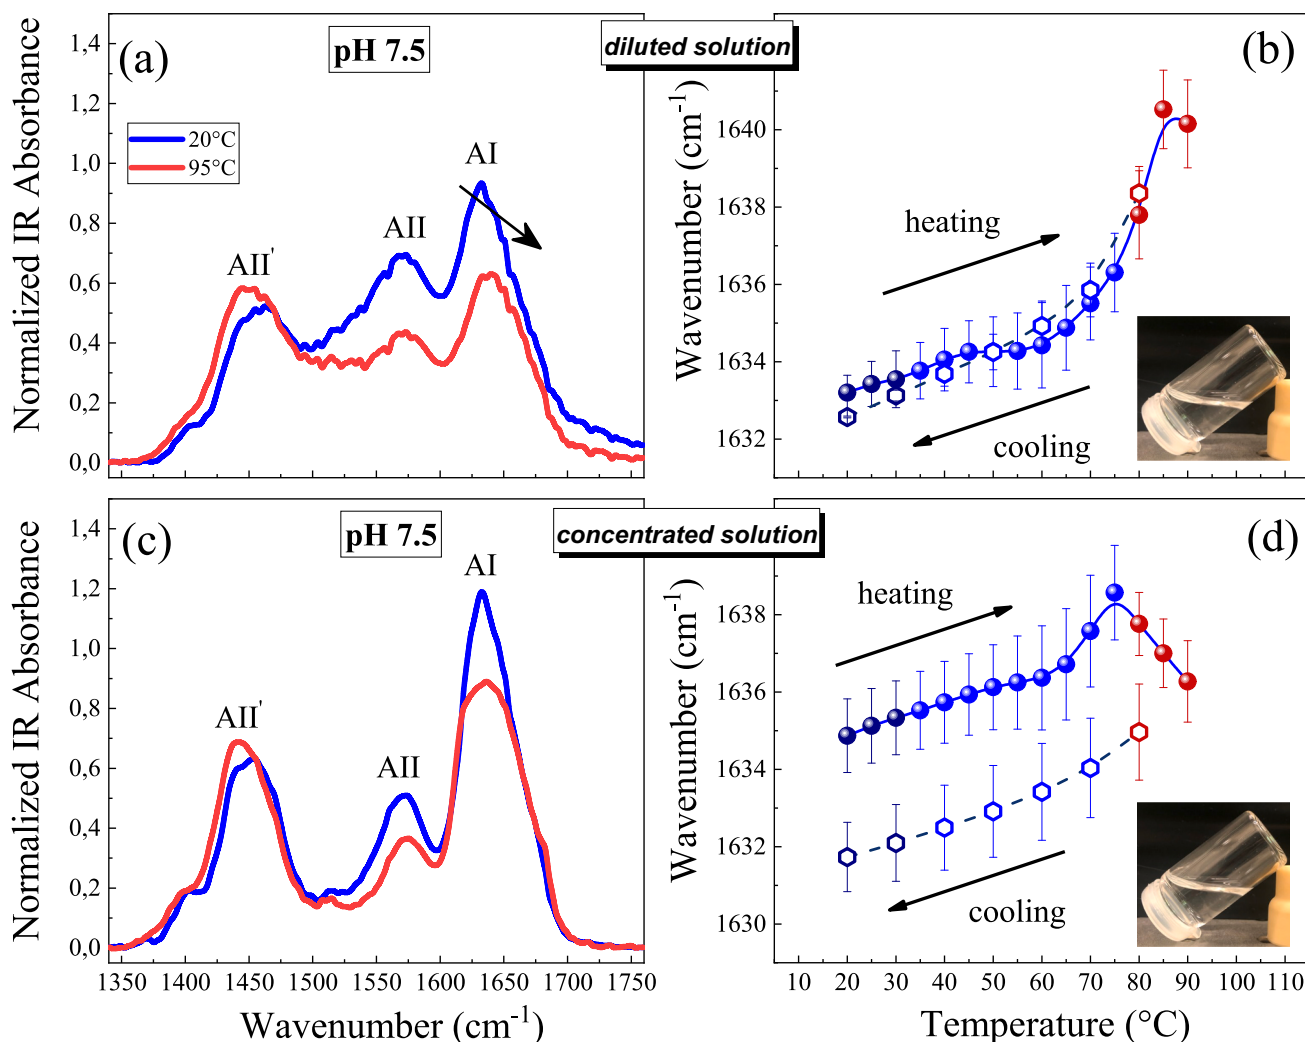 (a)
pH 7.5
diluted solution
(b)
20°C
95°C
AII'
AII
AI
1,4
1,2
1,0
0,8
0,6
0,4
0,2
0,0
Normalized IR Absorbance
heating
cooling
1640
1638
1636
1634
1632
Wavenumber (cm-1)
(c)
pH 7.5
concentrated solution
(d)
AII'
AII
AI
1,4
1,2
1,0
0,8
0,6
0,4
0,2
0,0
Normalized IR Absorbance
1350 1400 1450 1500 1550 1600 1650 1700 1750
Wavenumber (cm-1)
heating
cooling
1638
1636
1634
1632
1630
Wavenumber (cm-1)
10 20 30 40 50 60 70 80 90 100 110
Temperature (°C)